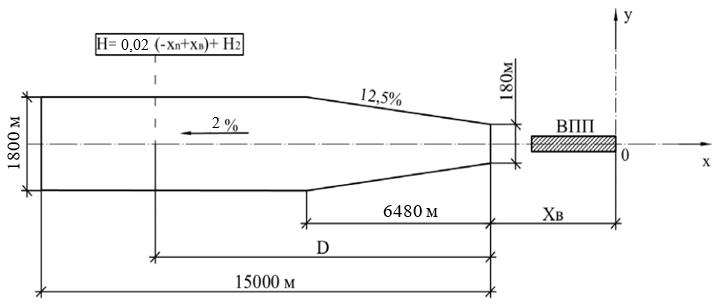 y
H= 0,02 (-xп+xв)+ H2
12,5%
180м
ВПП
1800 м
2 %
0
x
6480 м
Xв
D
15000 м